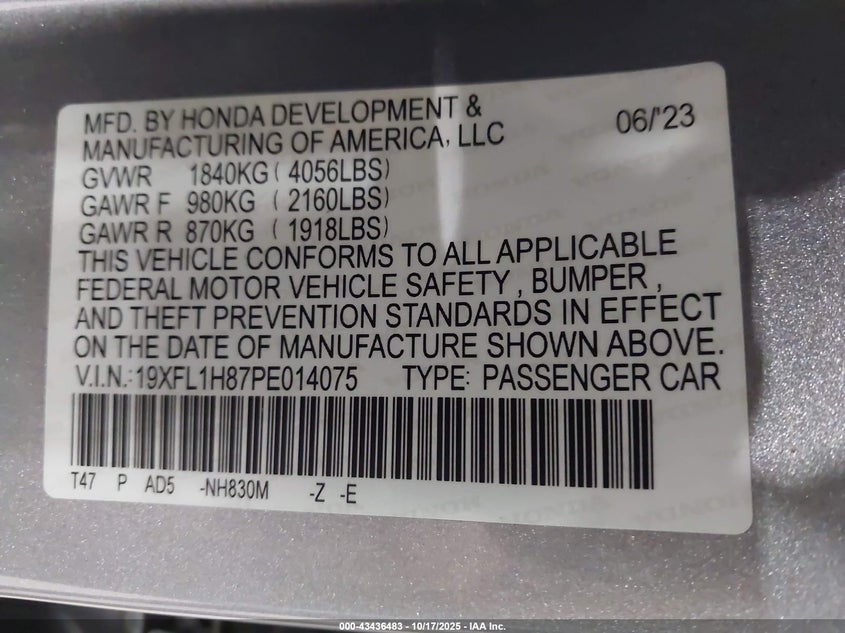 MFD. BY HONDA DEVELOPMENT &
MANUFACTURING OF AMERICA, LLC 06/'23
GVWR 1840KG ( 4056LBS)
GAWR F 980KG ( 2160LBS)
GAWR R 870KG ( 1918LBS)
THIS VEHICLE CONFORMS TO ALL APPLICABLE
FEDERAL MOTOR VEHICLE SAFETY , BUMPER ,
AND THEFT PREVENTION STANDARDS IN EFFECT
ON THE DATE OF MANUFACTURE SHOWN ABOVE.
V.I.N.:19XFL1H87PE014075 TYPE: PASSENGER CAR
T47 P AD5 -NH830M -Z -E
000-43436483 - 10/17/2025 - IAA Inc.